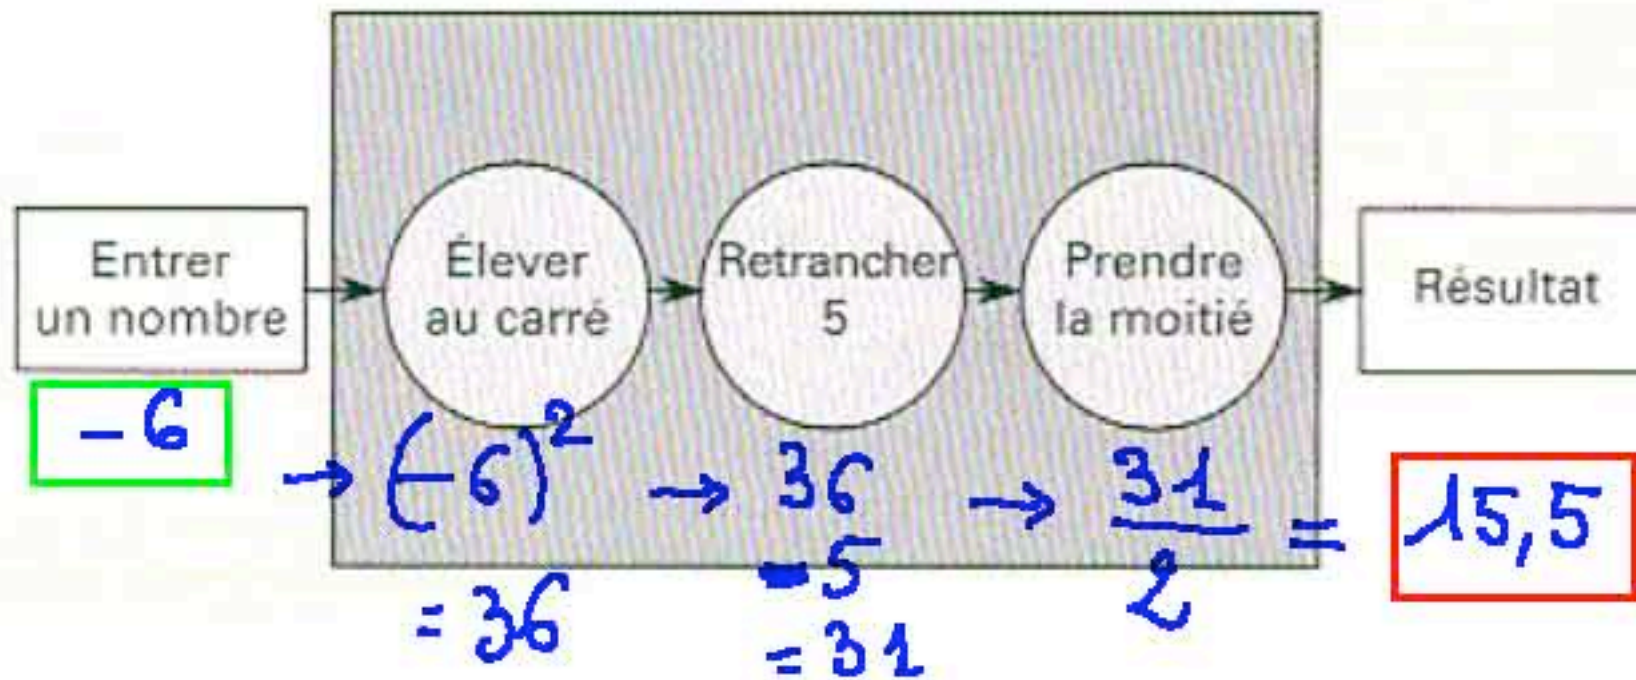 Entrer
un nombre
Élever
au carré
Retrancher
5
Prendre
la moitié
Résultat
-6
→ (-6)²
= 36
→ 36
-5
= 31
→ 31
2
= 15,5